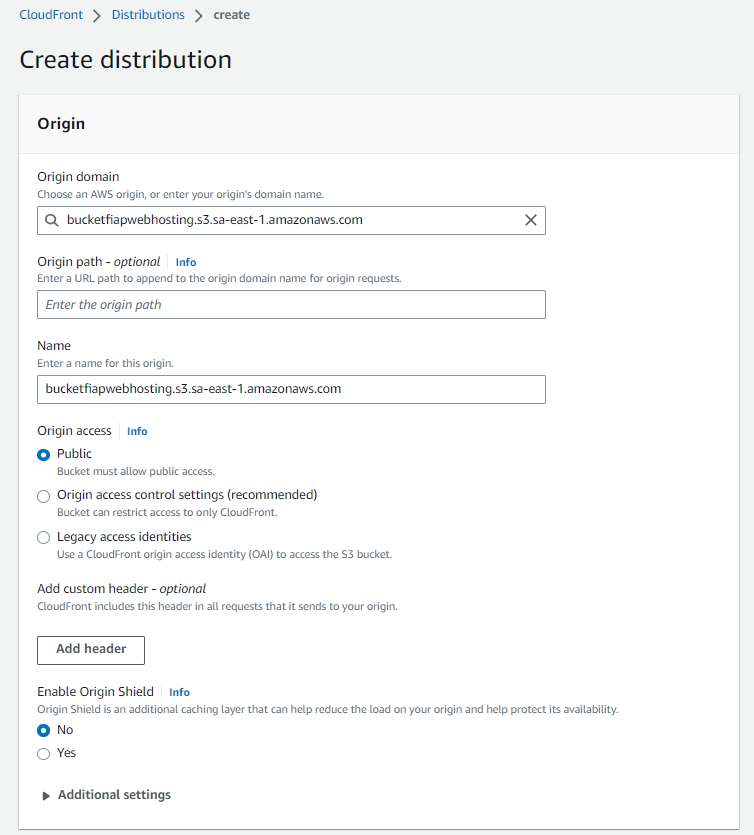 CloudFront > Distributions > create
Create distribution
Origin
Origin domain
Choose an AWS origin, or enter your origin's domain name.
bucketfiapwebhosting.s3.sa-east-1.amazonaws.com
Origin path - optional Info
Enter a URL path to append to the origin domain name for origin requests.
Enter the origin path
Name
Enter a name for this origin.
bucketfiapwebhosting.s3.sa-east-1.amazonaws.com
Origin access Info
Public
Bucket must allow public access.
Origin access control settings (recommended)
Bucket can restrict access to only CloudFront.
Legacy access identities
Use a CloudFront origin access identity (OAI) to access the S3 bucket.
Add custom header - optional
CloudFront includes this header in all requests that it sends to your origin.
Add header
Enable Origin Shield Info
Origin Shield is an additional caching layer that can help reduce the load on your origin and help protect its availability.
No
Yes
Additional settings